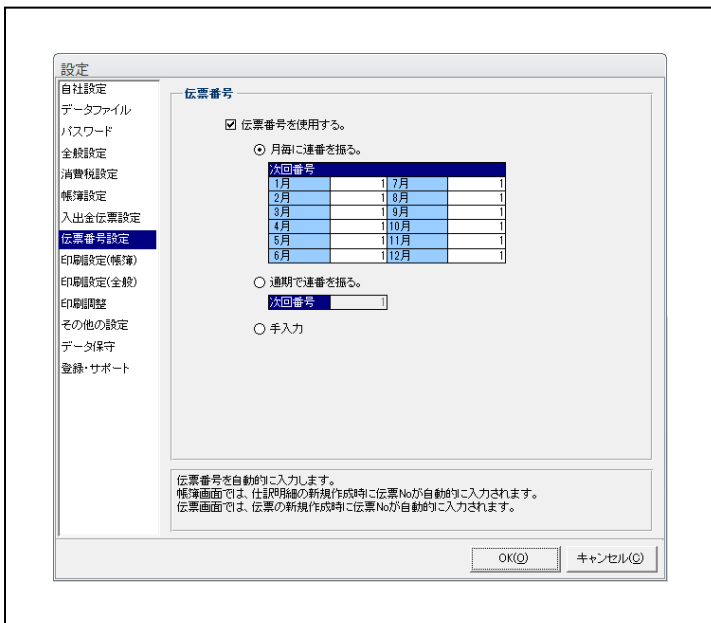 設定
自社設定
データファイル
パスワード
全般設定
消費税設定
帳簿設定
入出金伝票設定
伝票番号設定
印刷設定(帳簿)
印刷設定(全般)
印刷調整
その他の設定
データ保守
登録・サポート
伝票番号
伝票番号を使用する。
月毎に連番を振る。
次回番号
1月 1 7月 1
2月 1 8月 1
3月 1 9月 1
4月 1 10月 1
5月 1 11月 1
6月 1 12月 1
通期で連番を振る。
次回番号 1
手入力
伝票番号を自動的に入力します。
帳簿画面では、仕訳明細の新規作成時に伝票Noが自動的に入力されます。
伝票画面では、伝票の新規作成時に伝票Noが自動的に入力されます。
OK(O) キャンセル(C)